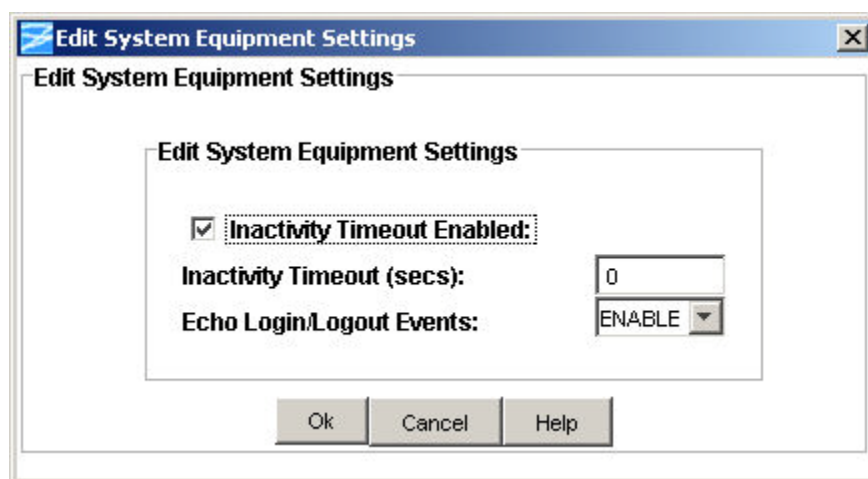 Edit System Equipment Settings
Edit System Equipment Settings
Edit System Equipment Settings
Inactivity Timeout Enabled:
Inactivity Timeout (secs): 0
Echo Login/Logout Events: ENABLE
Ok Cancel Help